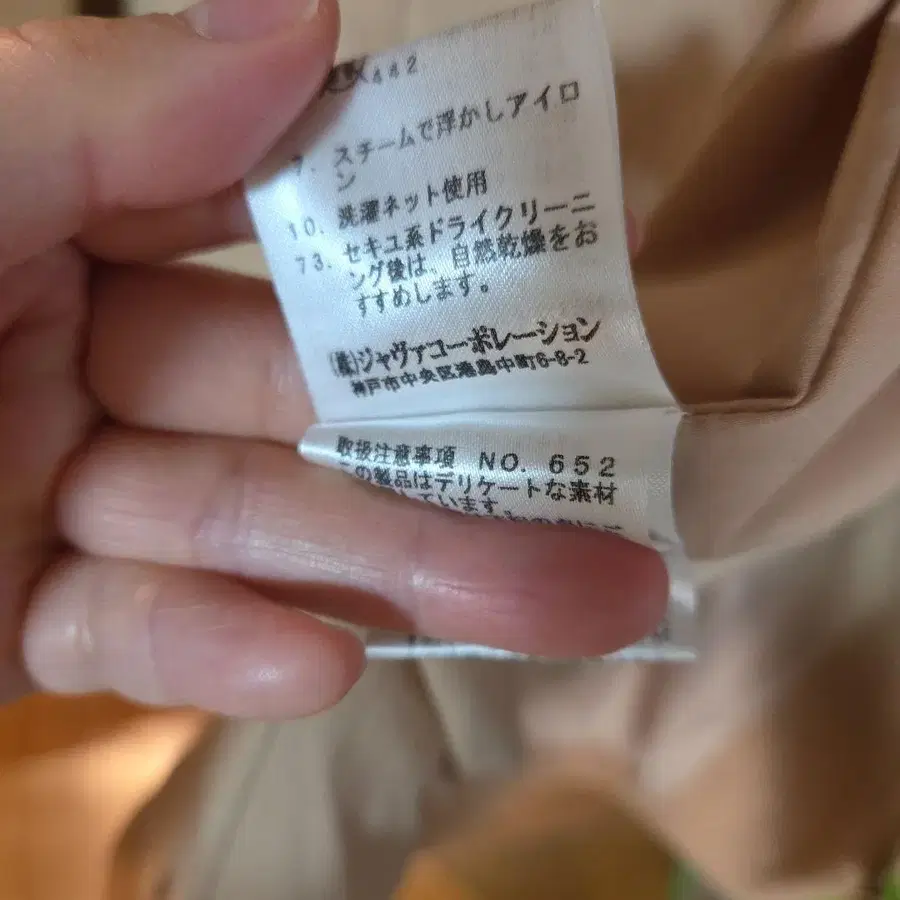 442
7. スチームで浮かしアイロ
ン
10. 洗濯ネット使用
73. セキユ系ドライクリーニ
ング後は、自然乾燥をお
すすめします。
(株)ジャヴァコーポレーション
神戸市中央区港島中町6-8-2
取扱注意事項 NO. 652
この製品はデリケートな素材
ています